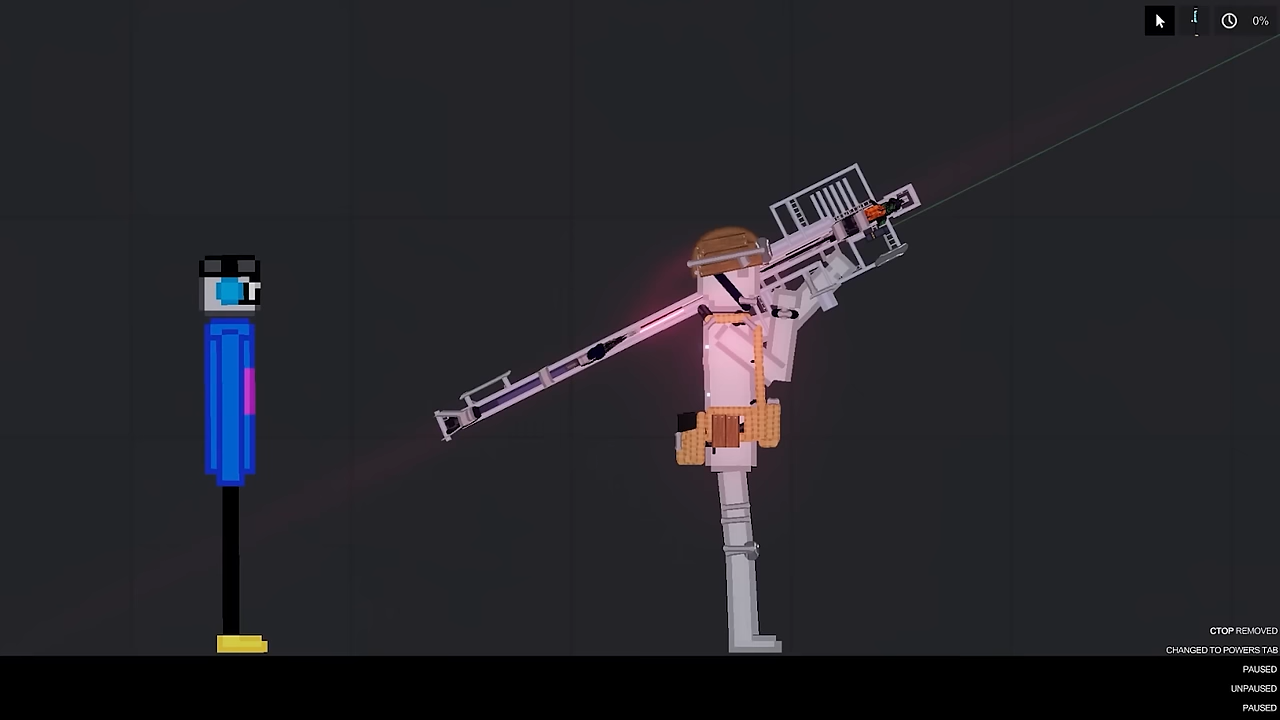 0%
CTOP REMOVED
CHANGED TO POWERS TAB
PAUSED
UNPAUSED
PAUSED